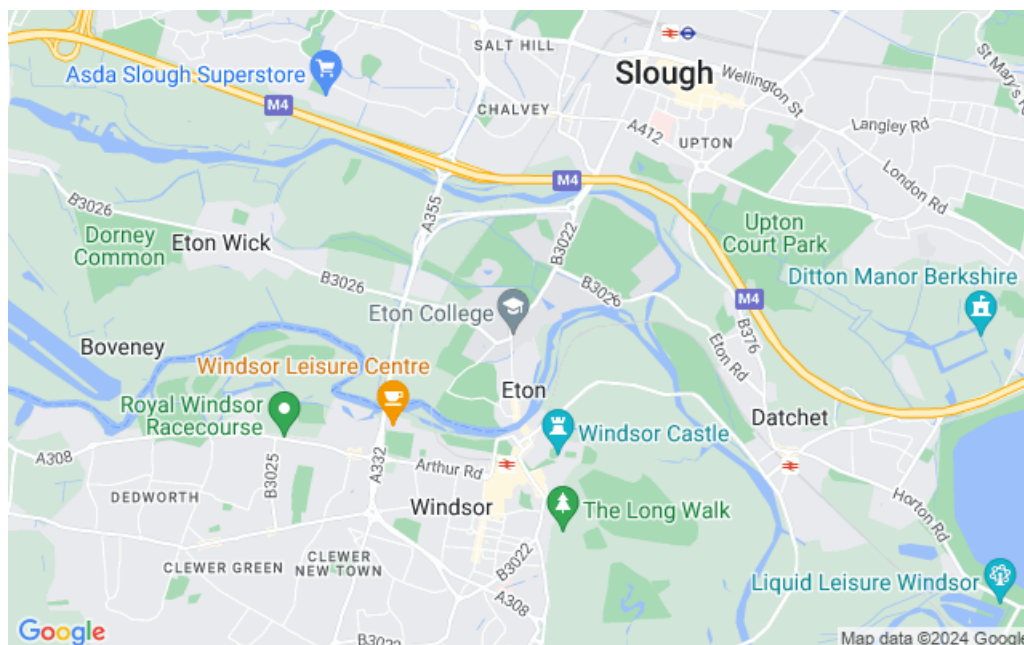 SALT HILL
Slough
Wellington St
St Mary's
Asda Slough Superstore
M4
CHALVEY
A412
UPTON
Langley Rd
London Rd
M4
B3026
A355
Dorney
Common
Eton Wick
B3022
Upton
Court Park
B3026
B3026
Ditton Manor Berkshire
M4
Eton College
B376
Eton Rd
Boveney
Windsor Leisure Centre
Eton
Royal Windsor
Racecourse
Datchet
Windsor Castle
A308
B3025
A332
Arthur Rd
DEDWORTH
Windsor
The Long Walk
Horton Rd
CLEWER GREEN
CLEWER
NEW TOWN
B3022
Liquid Leisure Windsor
A308
Google
B3022
Map data ©2024 Google